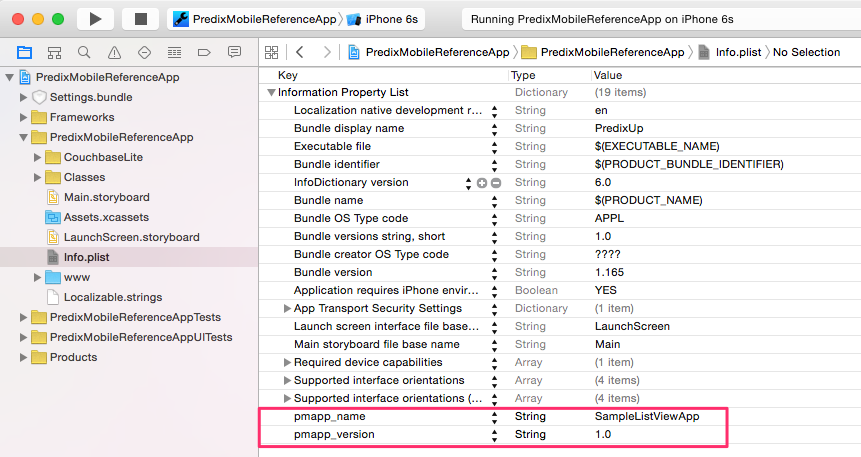 PredixMobileReferenceApp iPhone 6s
Running PredixMobileReferenceApp on iPhone 6s
PredixMobileReferenceApp PredixMobileReferenceApp Info.plist No Selection
PredixMobileReferenceApp
Settings.bundle
Frameworks
PredixMobileReferenceApp
CouchbaseLite
Classes
Main.storyboard
Assets.xcassets
LaunchScreen.storyboard
Info.plist
www
Localizable.strings
PredixMobileReferenceAppTests
PredixMobileReferenceAppUITests
Products
Key Type Value
Information Property List Dictionary (19 items)
Localization native development r... String en
Bundle display name String PredixUp
Executable file String $(EXECUTABLE_NAME)
Bundle identifier String $(PRODUCT_BUNDLE_IDENTIFIER)
InfoDictionary version String 6.0
Bundle name String $(PRODUCT_NAME)
Bundle OS Type code String APPL
Bundle versions string, short String 1.0
Bundle creator OS Type code String ????
Bundle version String 1.165
Application requires iPhone envir... Boolean YES
App Transport Security Settings Dictionary (1 item)
Launch screen interface file base... String LaunchScreen
Main storyboard file base name String Main
Required device capabilities Array (1 item)
Supported interface orientations Array (4 items)
Supported interface orientations (... Array (4 items)
pmapp_name String SampleListViewApp
pmapp_version String 1.0